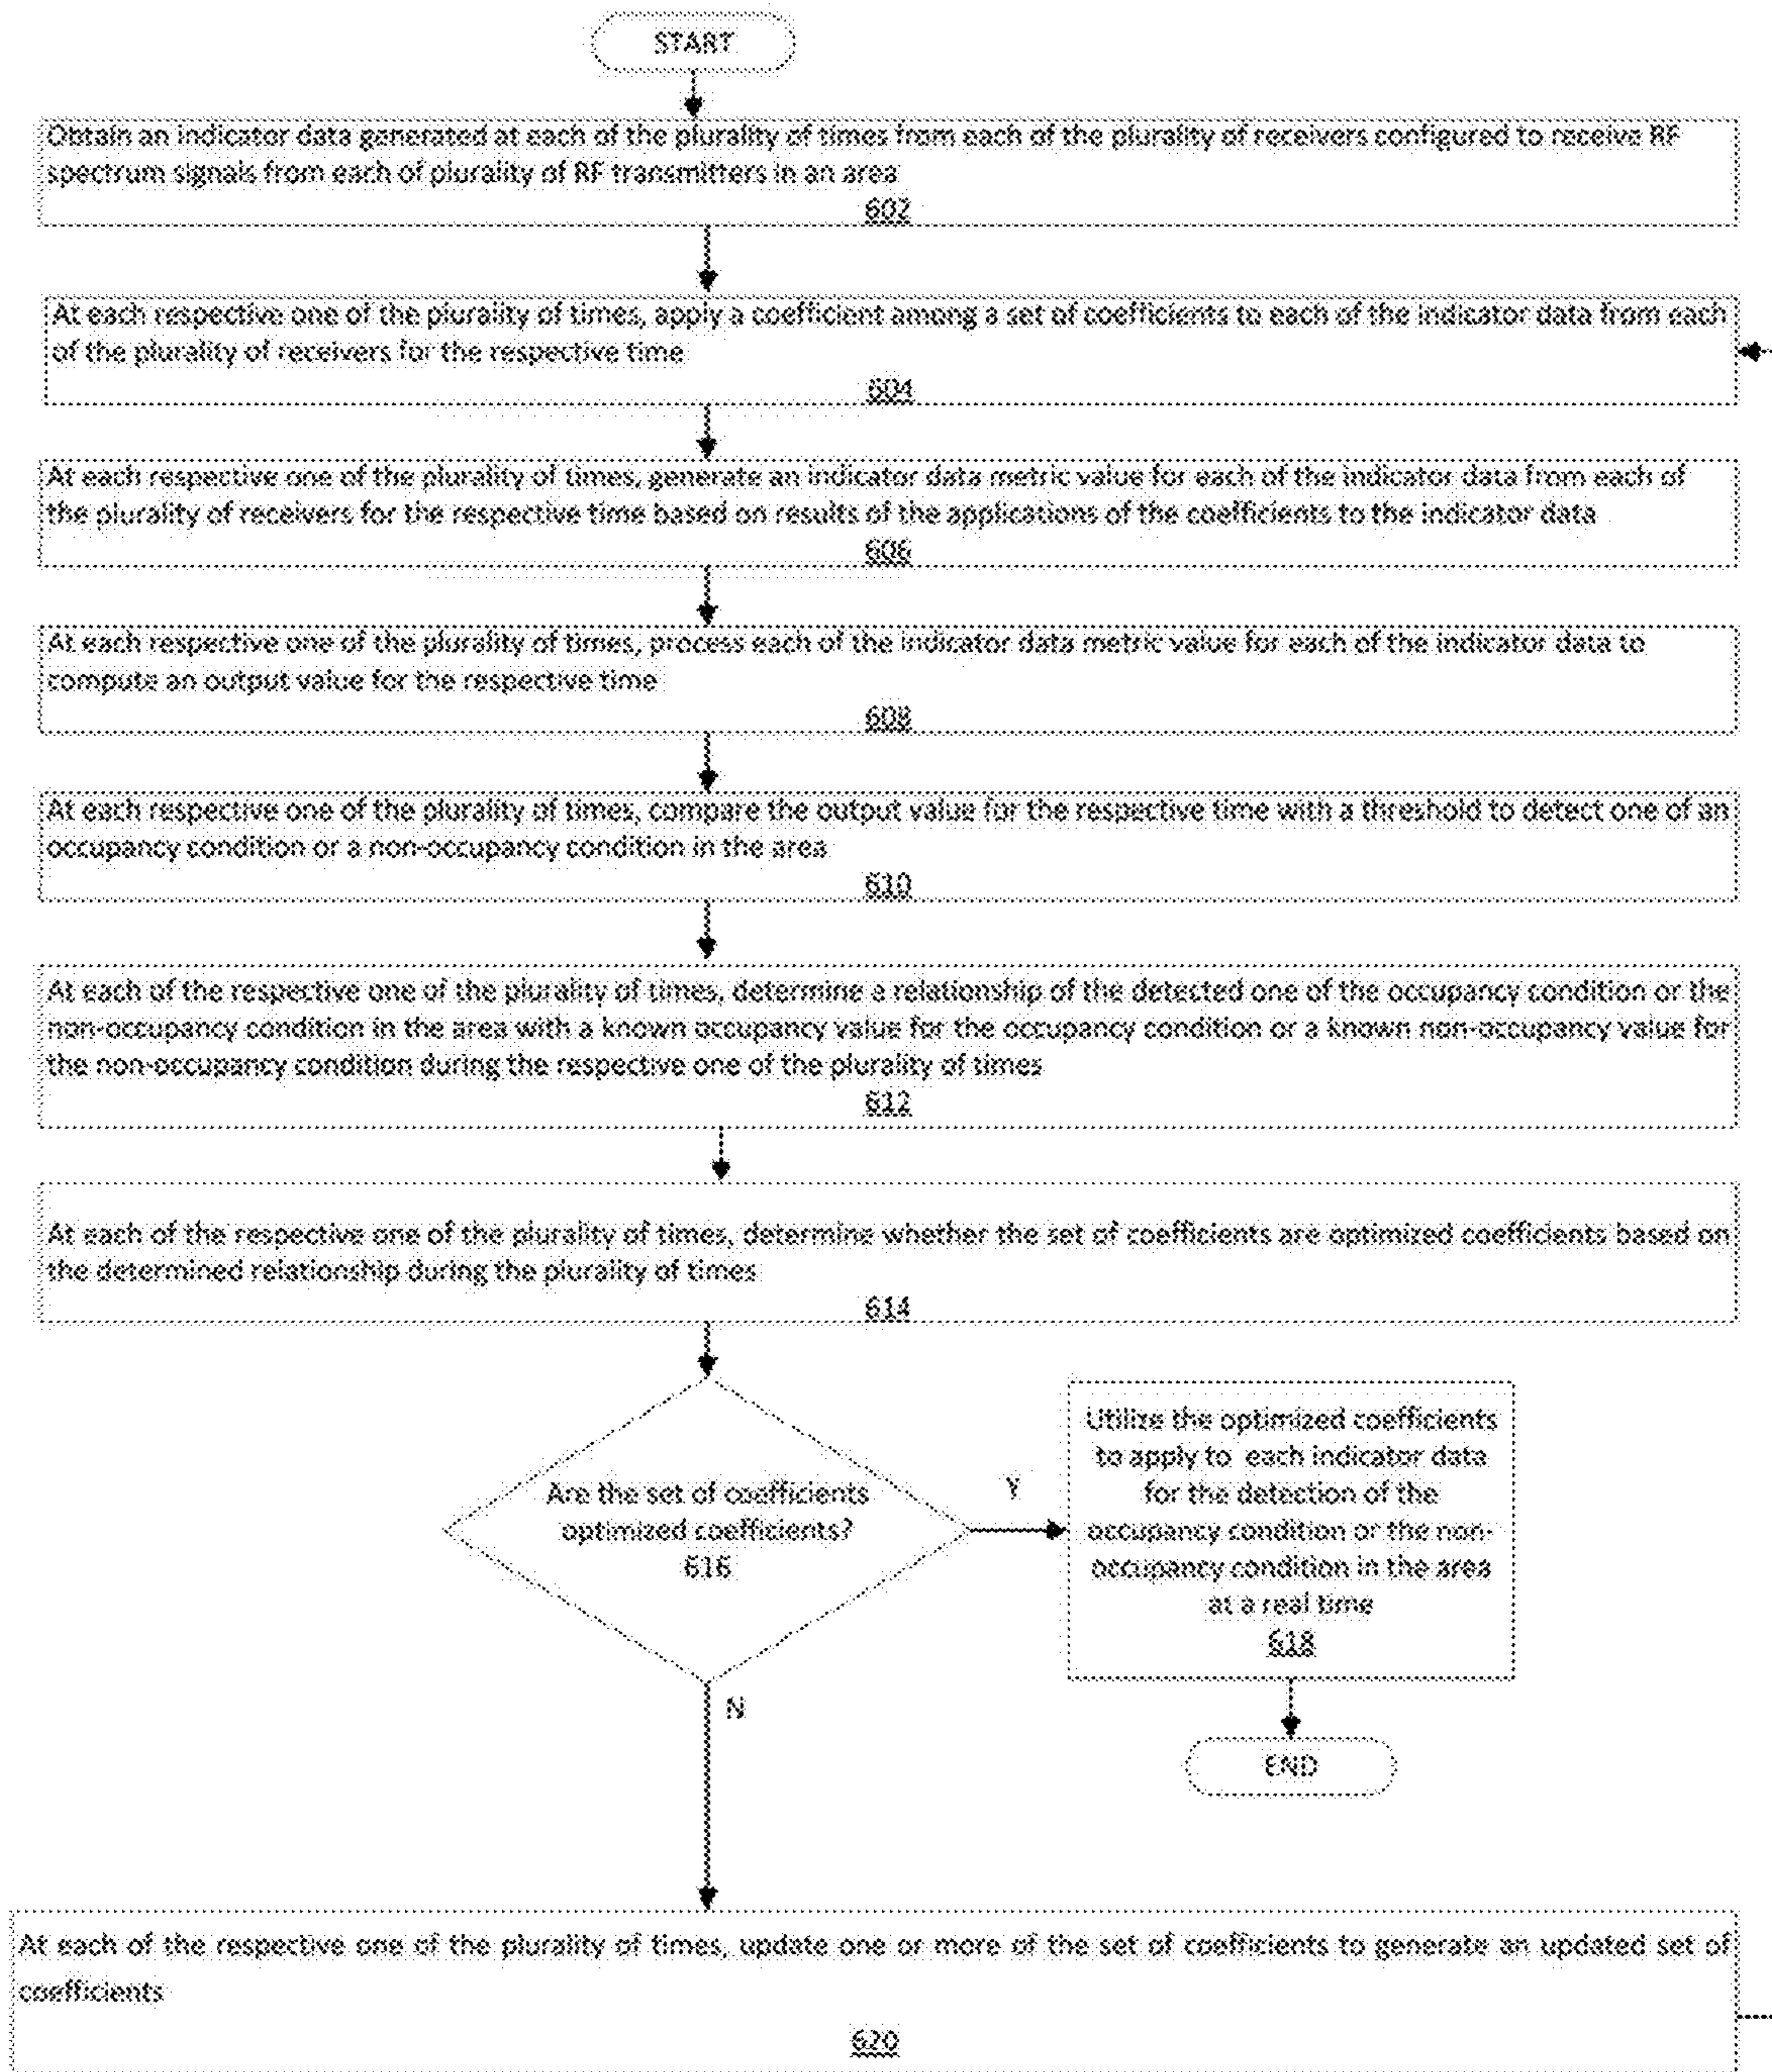 START
Obtain an indicator data generated at each of the plurality of times from each of the plurality of receivers configured to receive RF
spectrum signals from each of plurality of RF transmitters in an area
602
At each respective one of the plurality of times, apply a coefficient among a set of coefficients to each of the indicator data from each
of the plurality of receivers for the respective time
604
At each respective one of the plurality of times, generate an indicator data metric value for each of the indicator data from each of
the plurality of receivers for the respective time based on results of the applications of the coefficients to the indicator data
606
At each respective one of the plurality of times, process each of the indicator data metric value for each of the indicator data to
compute an output value for the respective time
608
At each respective one of the plurality of times, compare the output value for the respective time with a threshold to detect one of an
occupancy condition or a non-occupancy condition in the area
610
At each of the respective one of the plurality of times, determine a relationship of the detected one of the occupancy condition or the
non-occupancy condition in the area with a known occupancy value for the occupancy condition or a known non-occupancy value for
the non-occupancy condition during the respective one of the plurality of times
612
At each of the respective one of the plurality of times, determine whether the set of coefficients are optimized coefficients based on
the determined relationship during the plurality of times
614
Are the set of coefficients
optimized coefficients?
616
Y
Utilize the optimized coefficients
to apply to each indicator data
for the detection of the
occupancy condition or the non-
occupancy condition in the area
at a real time
618
N
END
At each of the respective one of the plurality of times, update one or more of the set of coefficients to generate an updated set of
coefficients
620